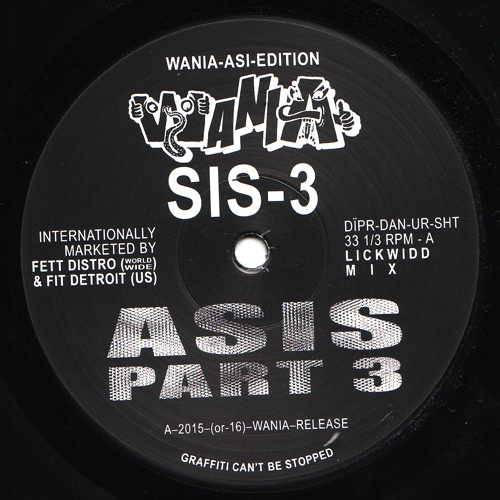 WANIA-ASI-EDITION
WANIA
SIS-3
INTERNATIONALLY
MARKETED BY
FETT DISTRO (WORLD WIDE)
& FIT DETROIT (US)
DÏPR-DAN-UR-SHT
33 1/3 RPM - A
LICKWIDD
MIX
ASIS
PART 3
A–2015–(or-16)–WANIA–RELEASE
GRAFFITI CAN'T BE STOPPED